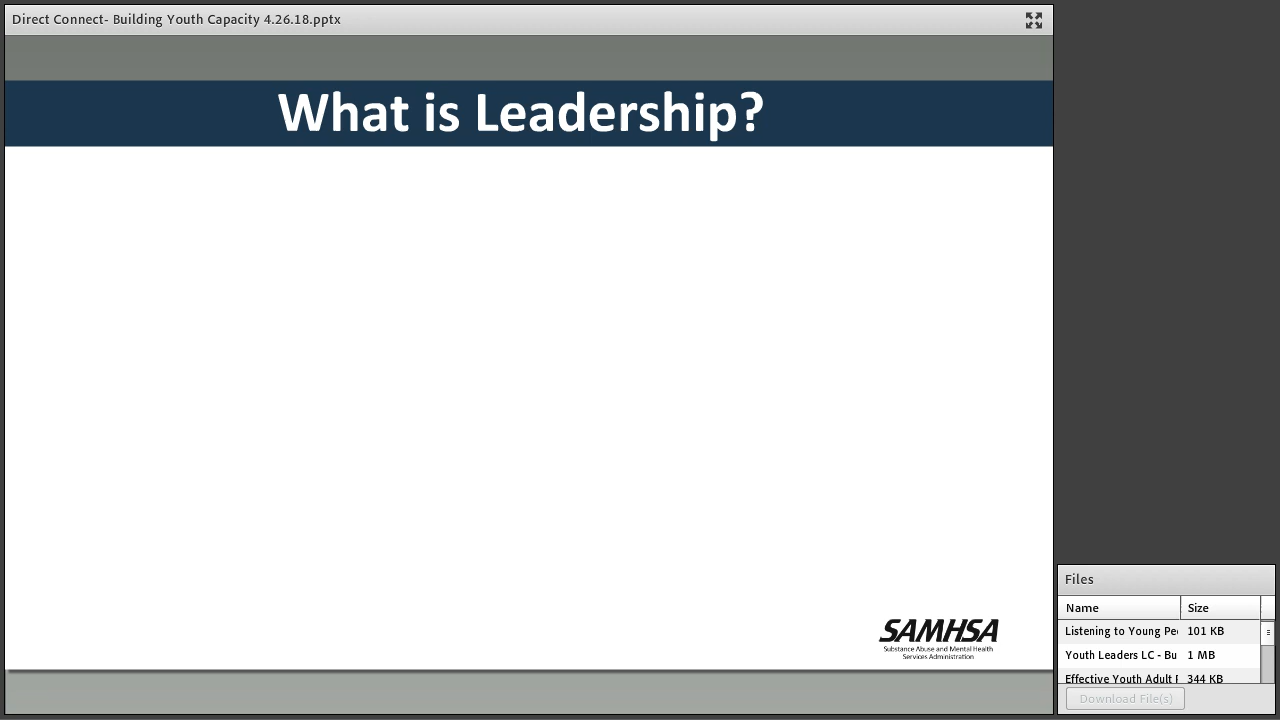 Direct Connect- Building Youth Capacity 4.26.18.pptx
What is Leadership?
SAMHSA
Substance Abuse and Mental Health
Services Administration
Files
Name Size
Listening to Young 101 KB
Youth Leaders LC - Bu 1 MB
Effective Youth Adult 344 KB
Download File(s)